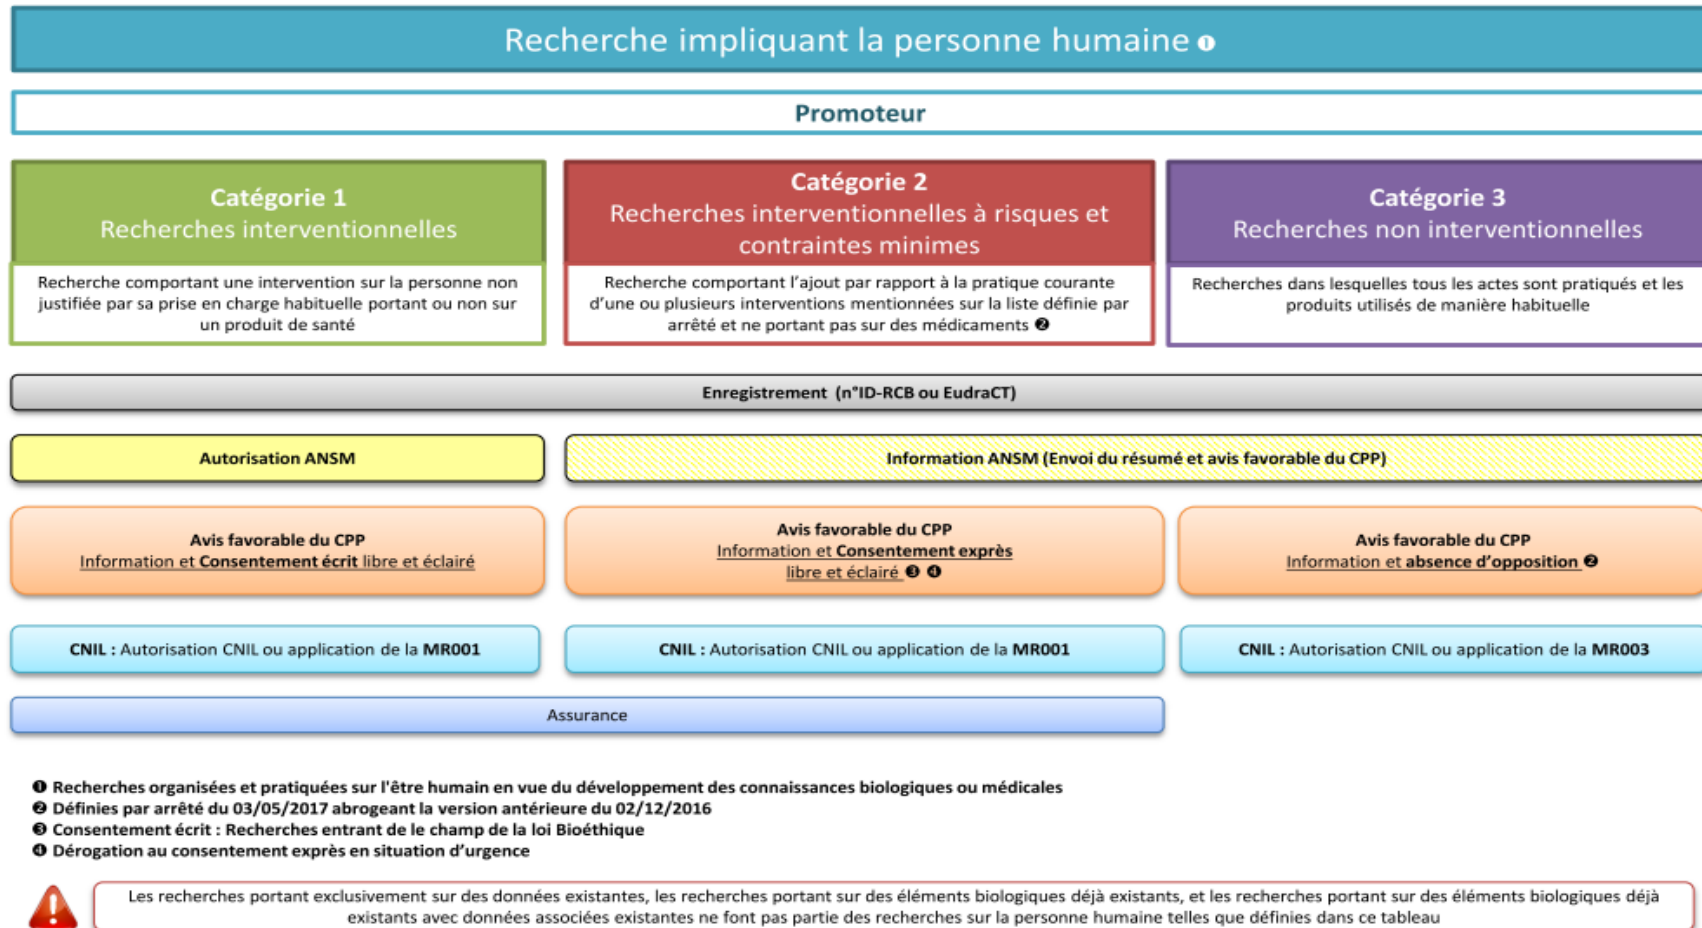 Recherche impliquant la personne humaine ❶
Promoteur
Catégorie 1
Recherches interventionnelles
Recherche comportant une intervention sur la personne non
justifiée par sa prise en charge habituelle portant ou non sur
un produit de santé
Catégorie 2
Recherches interventionnelles à risques et
contraintes minimes
Recherche comportant l'ajout par rapport à la pratique courante
d'une ou plusieurs interventions mentionnées sur la liste définie par
arrêté et ne portant pas sur des médicaments ❷
Catégorie 3
Recherches non interventionnelles
Recherches dans lesquelles tous les actes sont pratiqués et les
produits utilisés de manière habituelle
Enregistrement (n°ID-RCB ou EudraCT)
Autorisation ANSM
Information ANSM (Envoi du résumé et avis favorable du CPP)
Avis favorable du CPP
Information et Consentement écrit libre et éclairé
Avis favorable du CPP
Information et Consentement exprès
libre et éclairé ❸ ❹
Avis favorable du CPP
Information et absence d'opposition ❷
CNIL : Autorisation CNIL ou application de la MR001
CNIL : Autorisation CNIL ou application de la MR001
CNIL : Autorisation CNIL ou application de la MR003
Assurance
❶ Recherches organisées et pratiquées sur l'être humain en vue du développement des connaissances biologiques ou médicales
❷ Définies par arrêté du 03/05/2017 abrogeant la version antérieure du 02/12/2016
❸ Consentement écrit : Recherches entrant de le champ de la loi Bioéthique
❹ Dérogation au consentement exprès en situation d'urgence
Les recherches portant exclusivement sur des données existantes, les recherches portant sur des éléments biologiques déjà existants, et les recherches portant sur des éléments biologiques déjà
existants avec données associées existantes ne font pas partie des recherches sur la personne humaine telles que définies dans ce tableau